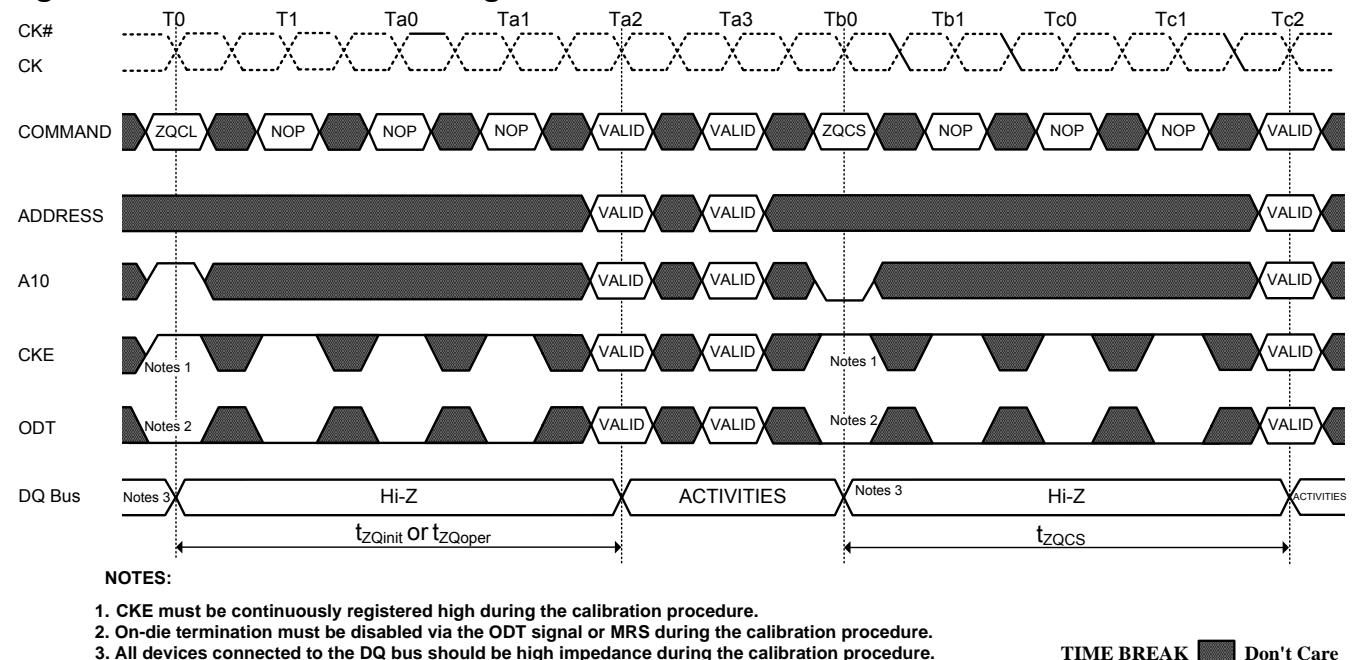 T0 T1 Ta0 Ta1 Ta2 Ta3 Tb0 Tb1 Tc0 Tc1 Tc2
CK#
CK
COMMAND ZQCL NOP NOP NOP VALID VALID ZQCS NOP NOP NOP VALID
ADDRESS VALID VALID VALID
A10 VALID VALID VALID
CKE Notes 1 VALID VALID Notes 1 VALID
ODT Notes 2 VALID VALID Notes 2 VALID
DQ Bus Notes 3 Hi-Z ACTIVITIES Notes 3 Hi-Z ACTIVITIES
tZQinit or tZQoper tZQCS
NOTES:
1. CKE must be continuously registered high during the calibration procedure.
2. On-die termination must be disabled via the ODT signal or MRS during the calibration procedure.
3. All devices connected to the DQ bus should be high impedance during the calibration procedure.
TIME BREAK Don't Care